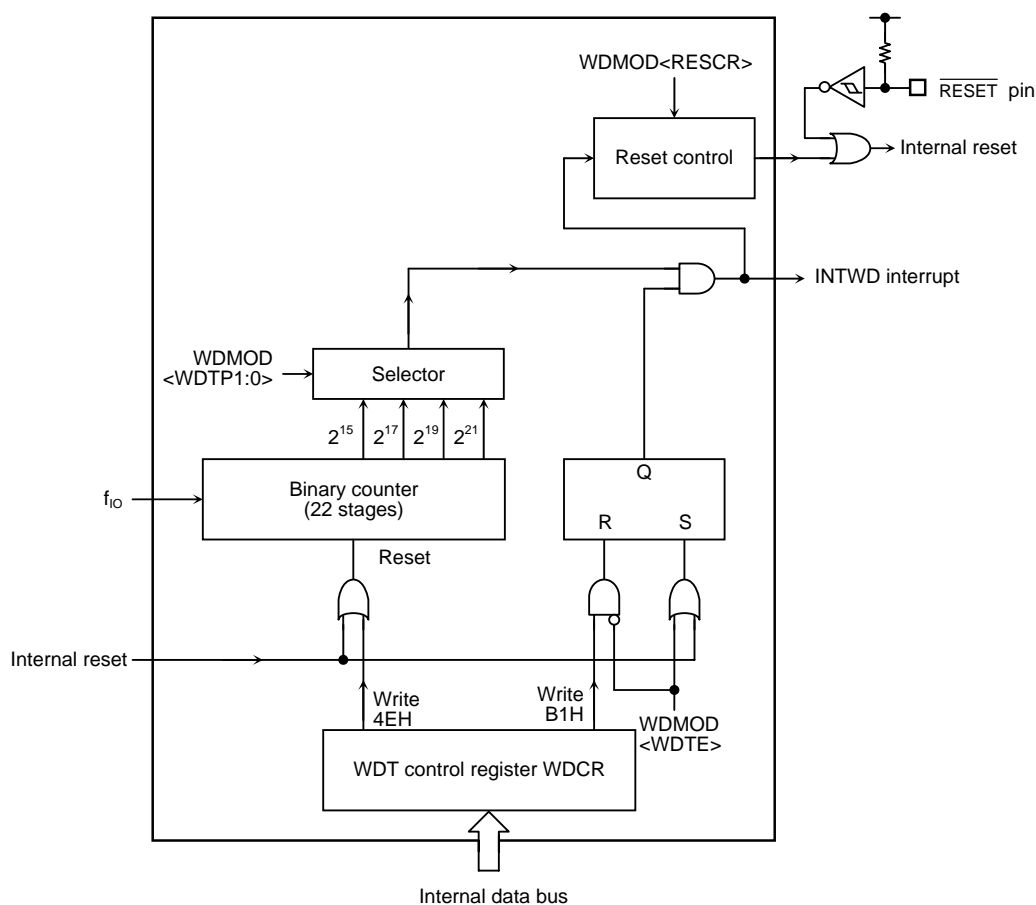 WDMOD<RESCR>
RESET pin
Reset control
Internal reset
INTWD interrupt
WDMOD
<WDTP1:0>
Selector
2^15 2^17 2^19 2^21
f_IO
Binary counter
(22 stages)
Q
R S
Reset
Internal reset
Write
4EH
Write
B1H
WDMOD
<WDTE>
WDT control register WDCR
Internal data bus